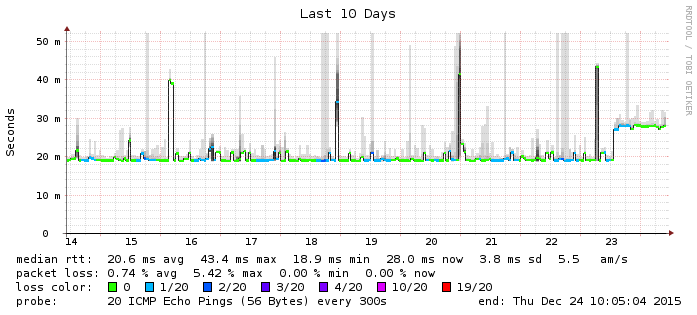 Last 10 Days
RRDTOOL / TOBI OETIKER
Seconds
50 m
40 m
30 m
20 m
10 m
0
14 15 16 17 18 19 20 21 22 23
median rtt: 20.6 ms avg 43.4 ms max 18.9 ms min 28.0 ms now 3.8 ms sd 5.5 am/s
packet loss: 0.74 % avg 5.42 % max 0.00 % min 0.00 % now
loss color: 0 1/20 2/20 3/20 4/20 10/20 19/20
probe: 20 ICMP Echo Pings (56 Bytes) every 300s end: Thu Dec 24 10:05:04 2015